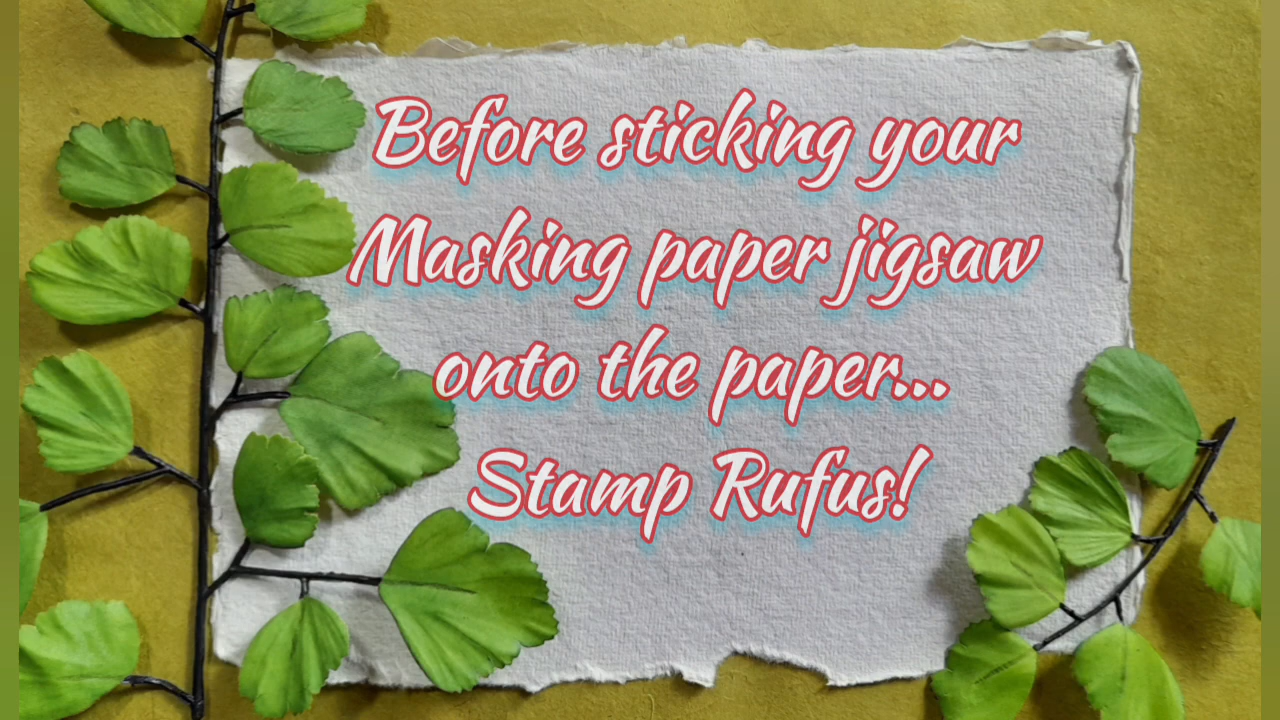 Before sticking your
Masking paper jigsaw
onto the paper...
Stamp Rufus!